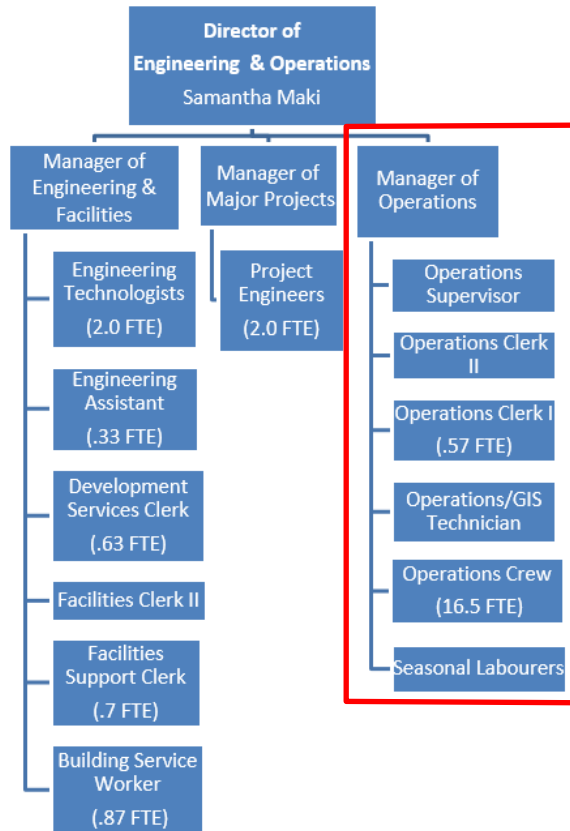 Director of
Engineering & Operations
Samantha Maki
Manager of
Engineering &
Facilities
Engineering
Technologists
(2.0 FTE)
Engineering
Assistant
(.33 FTE)
Development
Services Clerk
(.63 FTE)
Facilities Clerk II
Facilities
Support Clerk
(.7 FTE)
Building Service
Worker
(.87 FTE)
Manager of
Major Projects
Project
Engineers
(2.0 FTE)
Manager of
Operations
Operations
Supervisor
Operations Clerk
II
Operations Clerk I
(.57 FTE)
Operations/GIS
Technician
Operations Crew
(16.5 FTE)
Seasonal Labourers